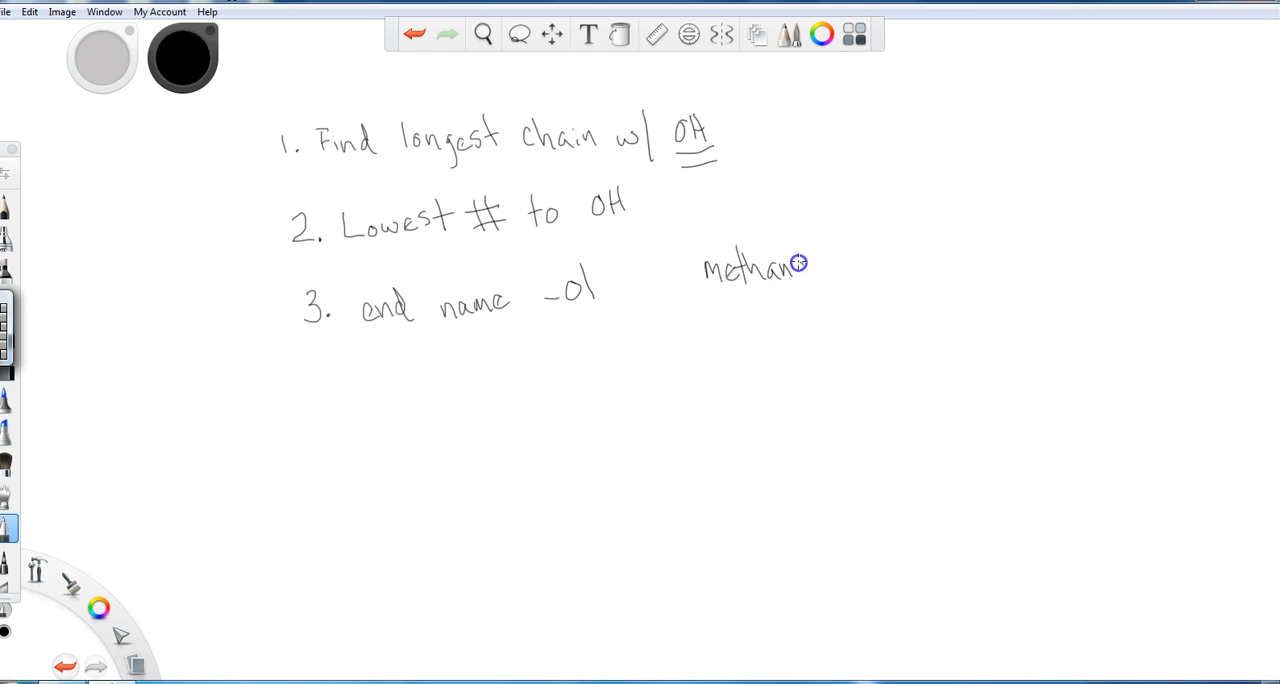 File Edit Image Window My Account Help
1. Find longest chain w/ OH
2. Lowest # to OH
methan
3. end name -ol